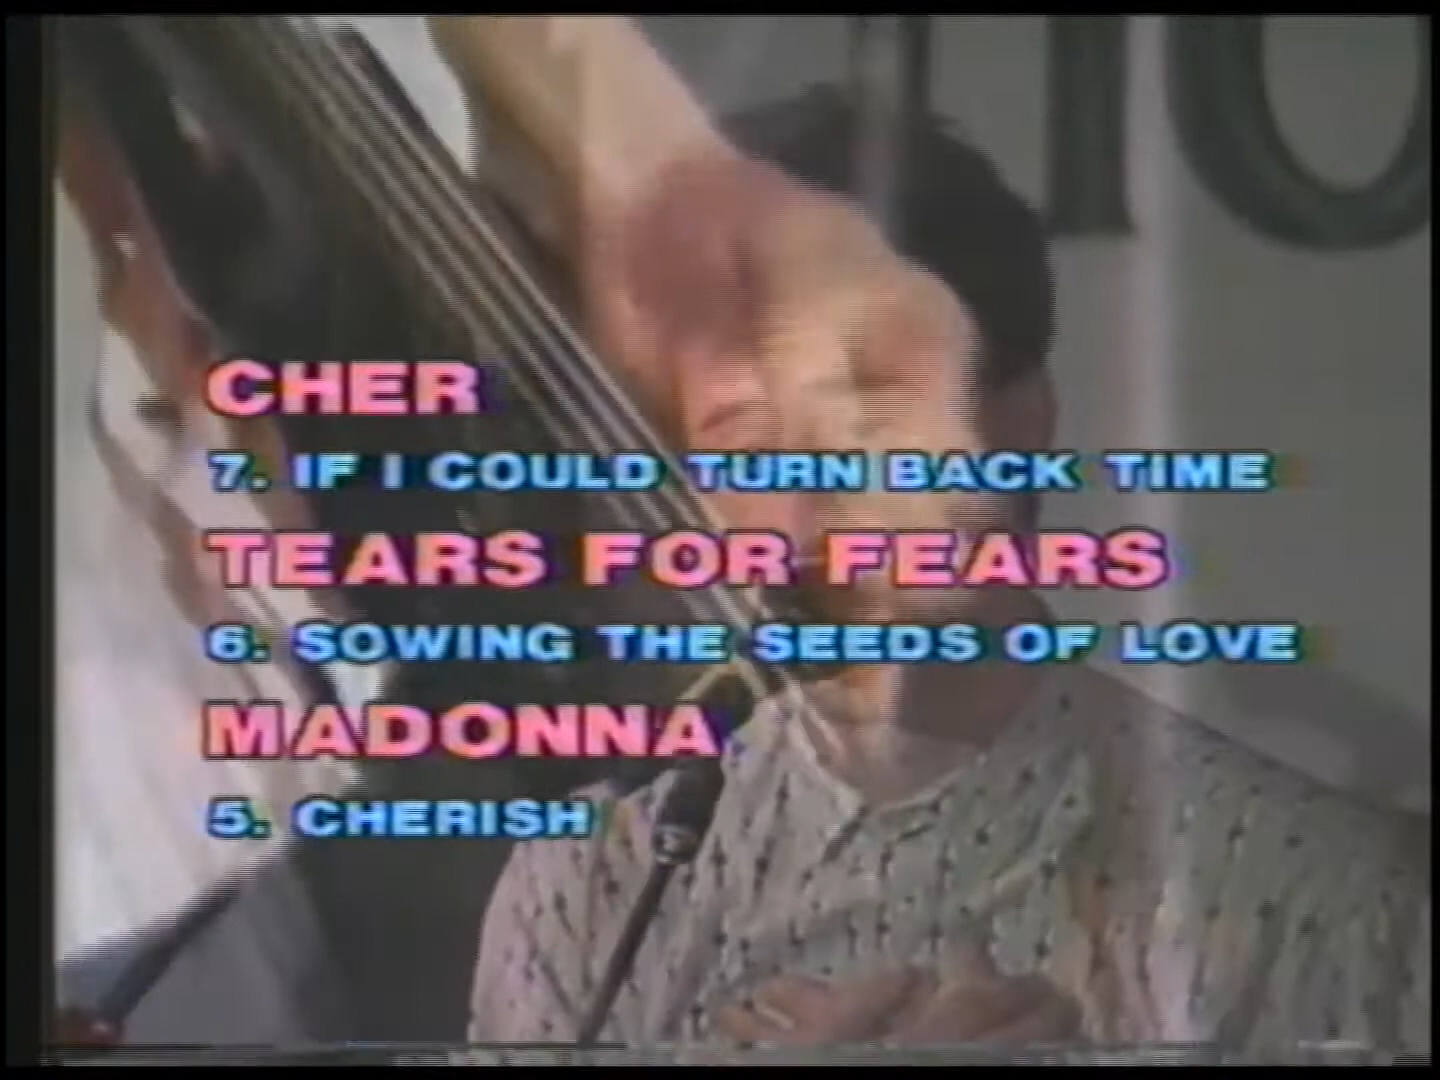 10
CHER
7. IF I COULD TURN BACK TIME
TEARS FOR FEARS
6. SOWING THE SEEDS OF LOVE
MADONNA
5. CHERISH